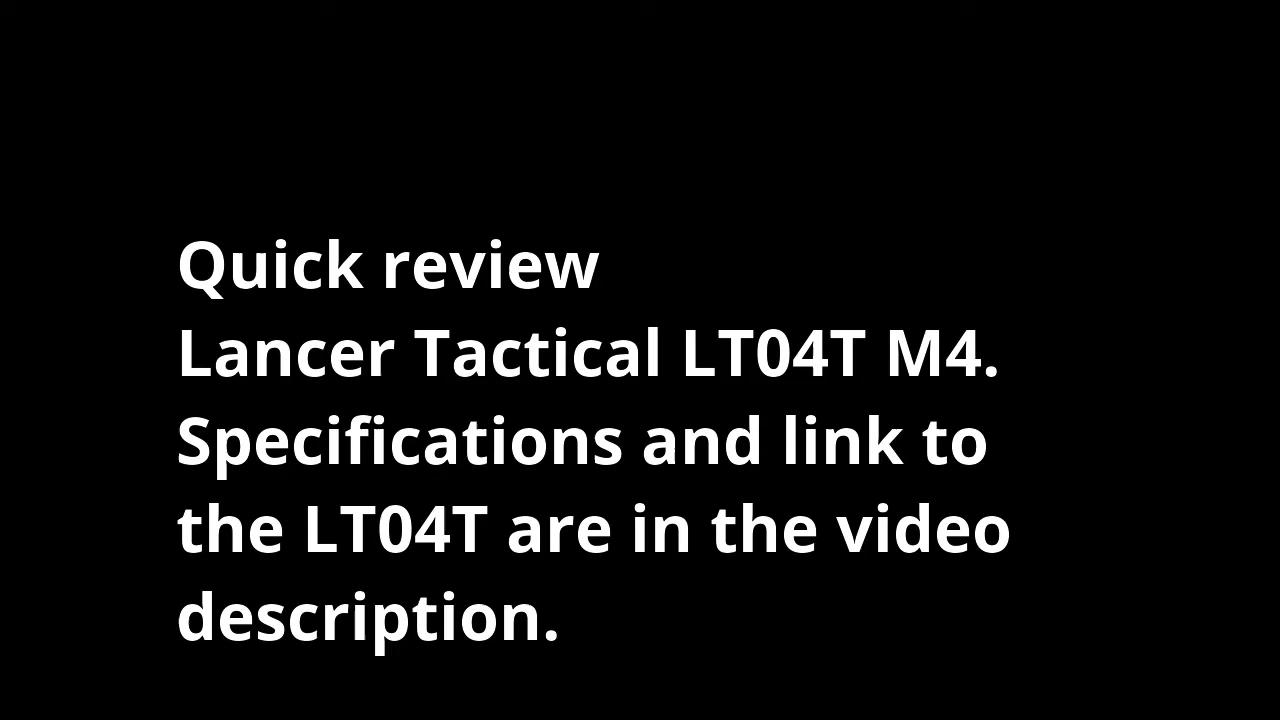 Quick review
Lancer Tactical LT04T M4.
Specifications and link to
the LT04T are in the video
description.